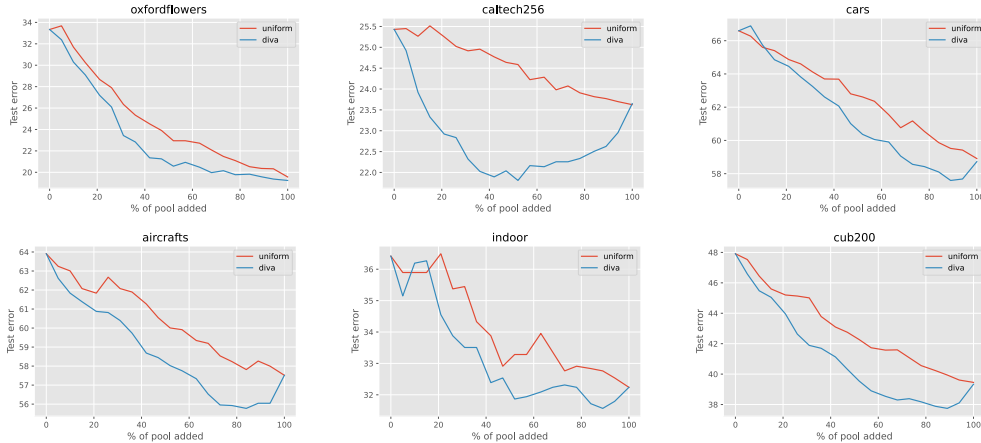 oxfordflowers
34
32
30
28
26
24
22
20
Test error
0 20 40 60 80 100
% of pool added
uniform
diva
caltech256
25.5
25.0
24.5
24.0
23.5
23.0
22.5
22.0
Test error
0 20 40 60 80 100
% of pool added
uniform
diva
cars
66
64
62
60
58
Test error
0 20 40 60 80 100
% of pool added
uniform
diva
aircrafts
64
63
62
61
60
59
58
57
56
Test error
0 20 40 60 80 100
% of pool added
uniform
diva
indoor
36
35
34
33
32
Test error
0 20 40 60 80 100
% of pool added
uniform
diva
cub200
48
46
44
42
40
38
Test error
0 20 40 60 80 100
% of pool added
uniform
diva